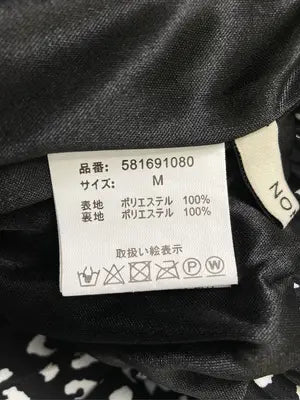 品番: 581691080
サイズ: M
表地 ポリエステル 100%
裏地 ポリエステル 100%
取扱い絵表示
P W
NO